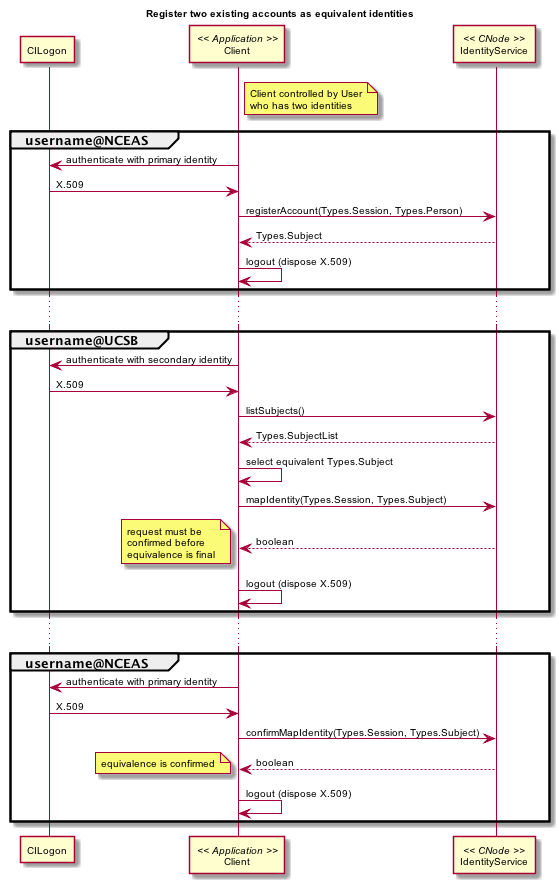 Register two existing accounts as equivalent identities
CILogon
<< Application >>
Client
<< CNode >>
IdentityService
Client controlled by User
who has two identities
username@NCEAS
authenticate with primary identity
X.509
registerAccount(Types.Session, Types.Person)
Types.Subject
logout (dispose X.509)
username@UCSB
authenticate with secondary identity
X.509
listSubjects()
Types.SubjectList
select equivalent Types.Subject
mapIdentity(Types.Session, Types.Subject)
request must be
confirmed before
equivalence is final
boolean
logout (dispose X.509)
username@NCEAS
authenticate with primary identity
X.509
confirmMapIdentity(Types.Session, Types.Subject)
equivalence is confirmed
boolean
logout (dispose X.509)
CILogon
<< Application >>
Client
<< CNode >>
IdentityService